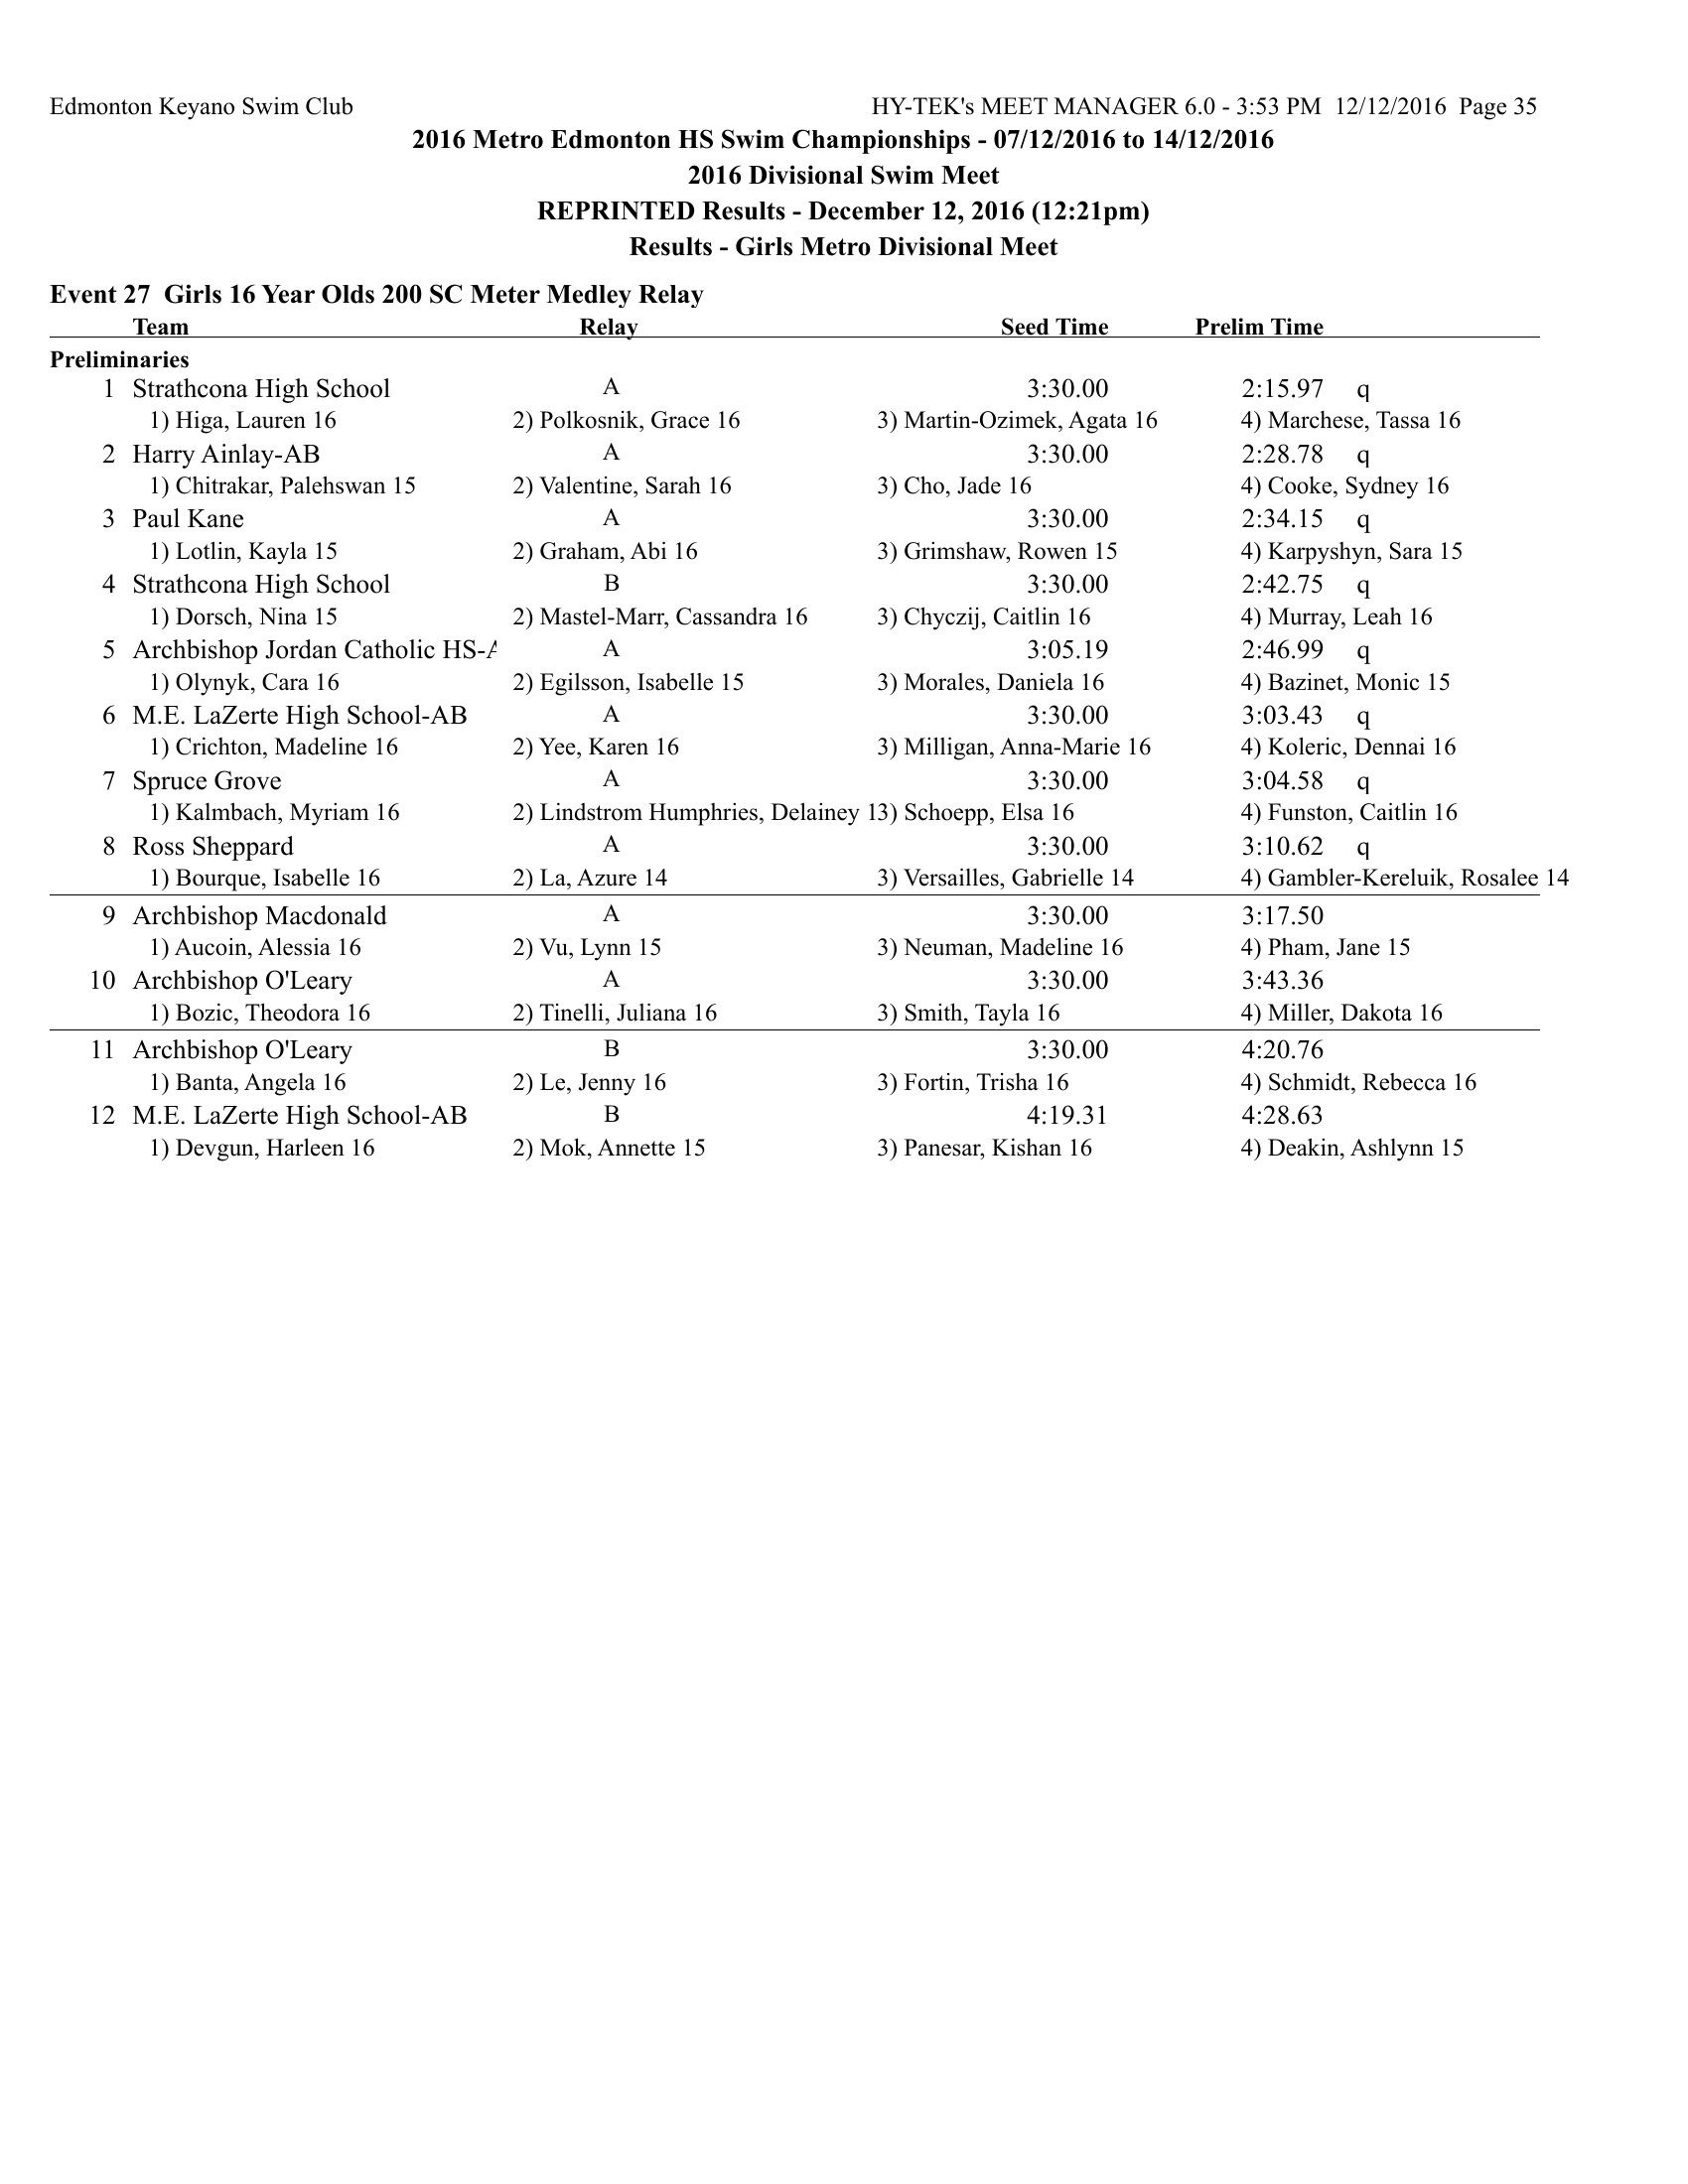 Edmonton Keyano Swim Club HY-TEK's MEET MANAGER 6.0 - 3:53 PM 12/12/2016 Page 35
2016 Metro Edmonton HS Swim Championships - 07/12/2016 to 14/12/2016
2016 Divisional Swim Meet
REPRINTED Results - December 12, 2016 (12:21pm)
Results - Girls Metro Divisional Meet
Event 27 Girls 16 Year Olds 200 SC Meter Medley Relay
Team Relay Seed Time Prelim Time
Preliminaries
1 Strathcona High School A 3:30.00 2:15.97 q
1) Higa, Lauren 16 2) Polkosnik, Grace 16 3) Martin-Ozimek, Agata 16 4) Marchese, Tassa 16
2 Harry Ainlay-AB A 3:30.00 2:28.78 q
1) Chitrakar, Palehswan 15 2) Valentine, Sarah 16 3) Cho, Jade 16 4) Cooke, Sydney 16
3 Paul Kane A 3:30.00 2:34.15 q
1) Lotlin, Kayla 15 2) Graham, Abi 16 3) Grimshaw, Rowen 15 4) Karpyshyn, Sara 15
4 Strathcona High School B 3:30.00 2:42.75 q
1) Dorsch, Nina 15 2) Mastel-Marr, Cassandra 16 3) Chyczij, Caitlin 16 4) Murray, Leah 16
5 Archbishop Jordan Catholic HS-A A 3:05.19 2:46.99 q
1) Olynyk, Cara 16 2) Egilsson, Isabelle 15 3) Morales, Daniela 16 4) Bazinet, Monic 15
6 M.E. LaZerte High School-AB A 3:30.00 3:03.43 q
1) Crichton, Madeline 16 2) Yee, Karen 16 3) Milligan, Anna-Marie 16 4) Koleric, Dennai 16
7 Spruce Grove A 3:30.00 3:04.58 q
1) Kalmbach, Myriam 16 2) Lindstrom Humphries, Delainey 13) Schoepp, Elsa 16 4) Funston, Caitlin 16
8 Ross Sheppard A 3:30.00 3:10.62 q
1) Bourque, Isabelle 16 2) La, Azure 14 3) Versailles, Gabrielle 14 4) Gambler-Kereluik, Rosalee 14
9 Archbishop Macdonald A 3:30.00 3:17.50
1) Aucoin, Alessia 16 2) Vu, Lynn 15 3) Neuman, Madeline 16 4) Pham, Jane 15
10 Archbishop O'Leary A 3:30.00 3:43.36
1) Bozic, Theodora 16 2) Tinelli, Juliana 16 3) Smith, Tayla 16 4) Miller, Dakota 16
11 Archbishop O'Leary B 3:30.00 4:20.76
1) Banta, Angela 16 2) Le, Jenny 16 3) Fortin, Trisha 16 4) Schmidt, Rebecca 16
12 M.E. LaZerte High School-AB B 4:19.31 4:28.63
1) Devgun, Harleen 16 2) Mok, Annette 15 3) Panesar, Kishan 16 4) Deakin, Ashlynn 15